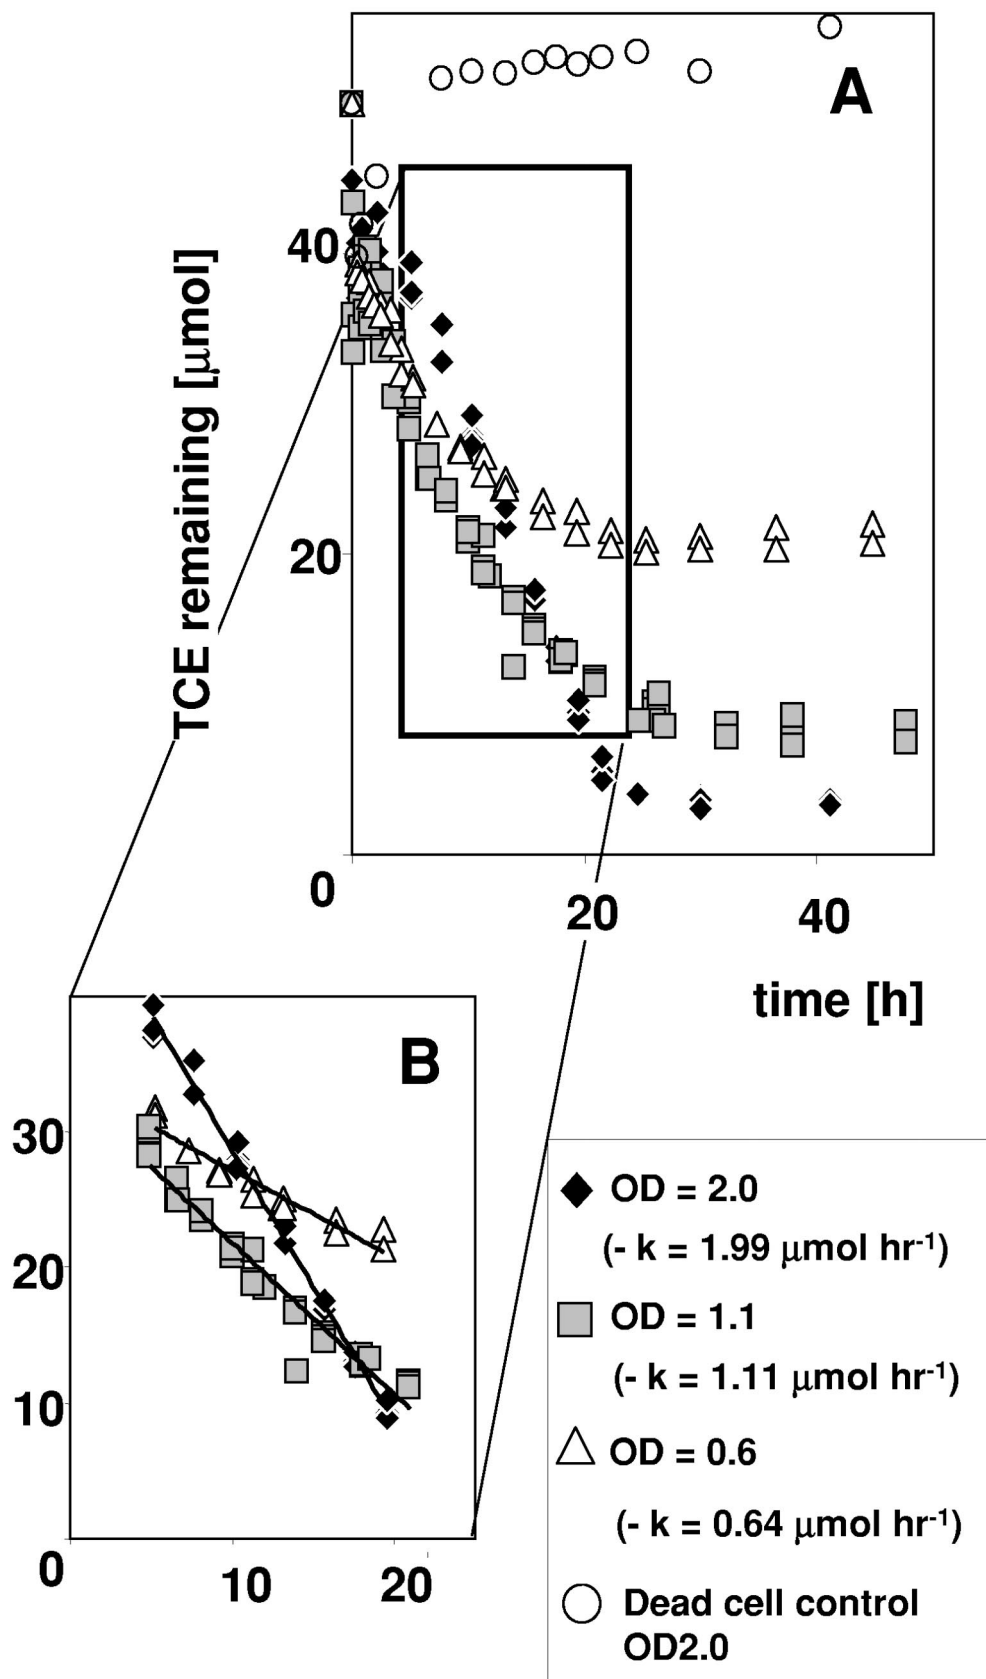 A
TCE remaining [μmol]
40
20
0
20
40
time [h]
B
30
20
10
0
10
20
OD = 2.0
(- k = 1.99 μmol hr⁻¹)
OD = 1.1
(- k = 1.11 μmol hr⁻¹)
OD = 0.6
(- k = 0.64 μmol hr⁻¹)
Dead cell control
OD2.0